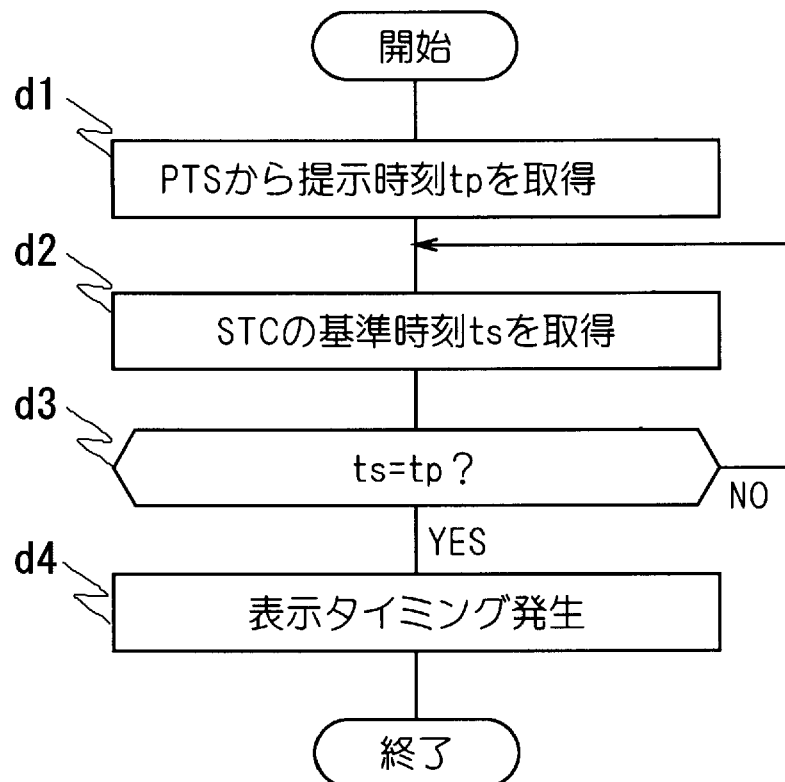 開始
d1
PTSから提示時刻tpを取得
d2
STCの基準時刻tsを取得
d3
ts=tp？
NO
YES
d4
表示タイミング発生
終了